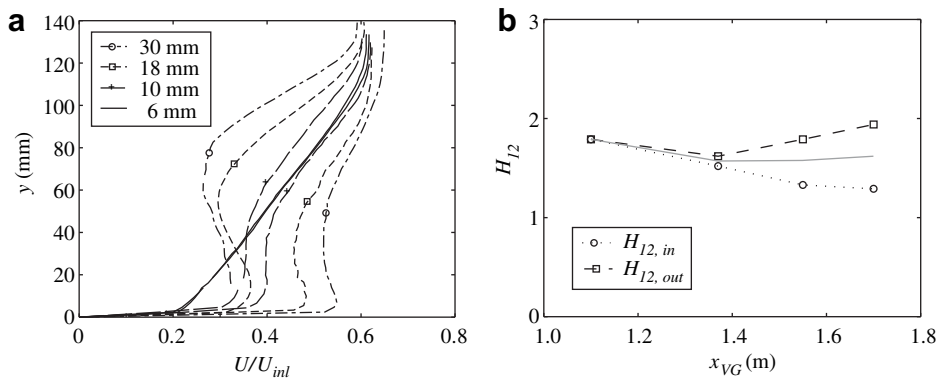 a
140
120
100
80
60
40
20
0
y (mm)
30 mm
18 mm
10 mm
6 mm
0 0.2 0.4 0.6 0.8
U/U_inl
b
3
2
1
0
H_12
H_12, in
H_12, out
1.0 1.2 1.4 1.6 1.8
x_VG (m)